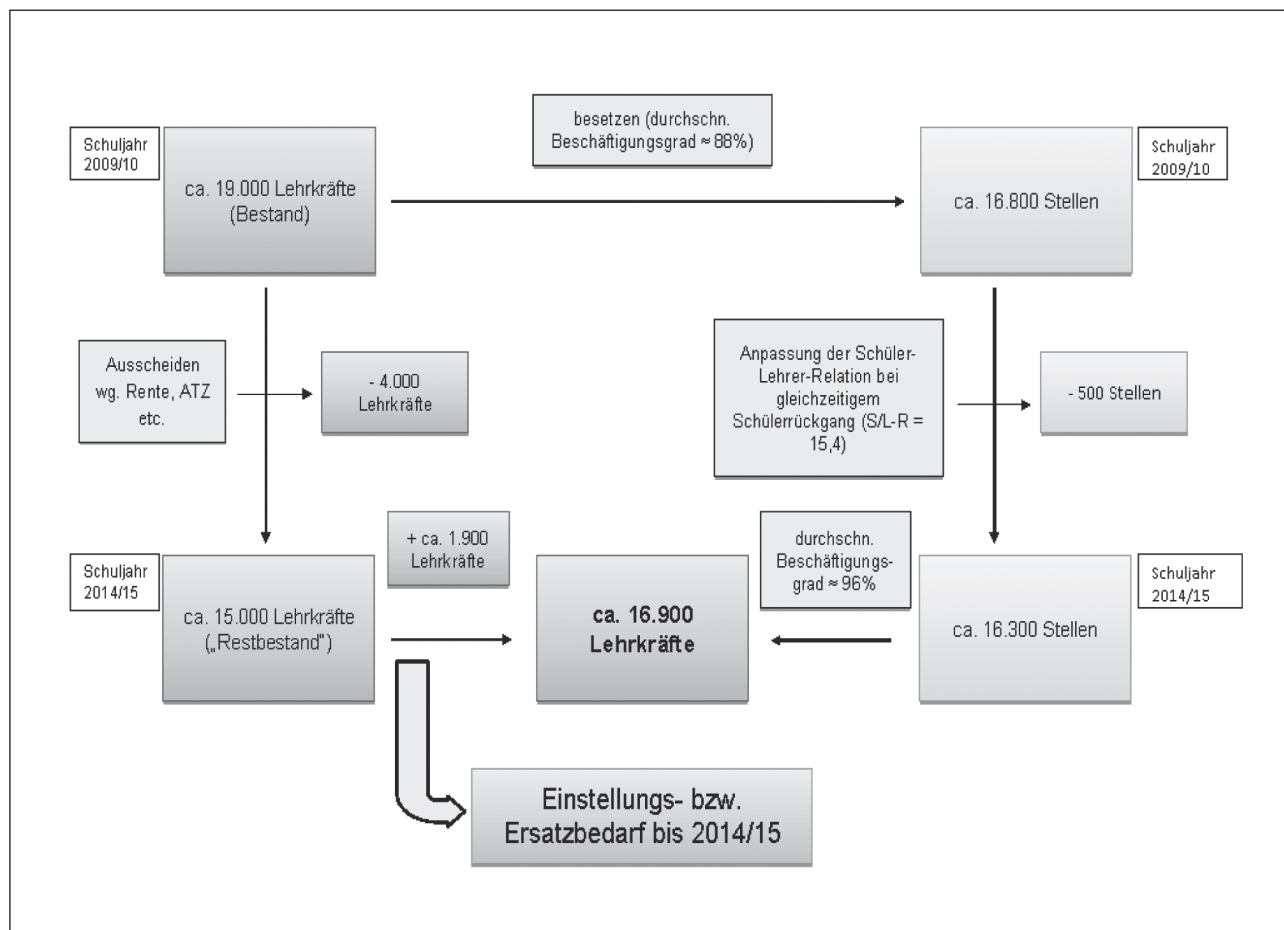 besetzen (durchschn.
Beschäftigungsgrad ≈ 88%)
Schuljahr
2009/10
ca. 19.000 Lehrkräfte
(Bestand)
ca. 16.800 Stellen
Schuljahr
2009/10
Ausscheiden
wg. Rente, ATZ
etc.
- 4.000
Lehrkräfte
Anpassung der Schüler-
Lehrer-Relation bei
gleichzeitigem
Schülerrückgang (S/L-R =
15,4)
- 500 Stellen
Schuljahr
2014/15
ca. 15.000 Lehrkräfte
(„Restbestand")
+ ca. 1.900
Lehrkräfte
ca. 16.900
Lehrkräfte
durchschn.
Beschäftigungs-
grad ≈ 96%
ca. 16.300 Stellen
Schuljahr
2014/15
Einstellungs- bzw.
Ersatzbedarf bis 2014/15